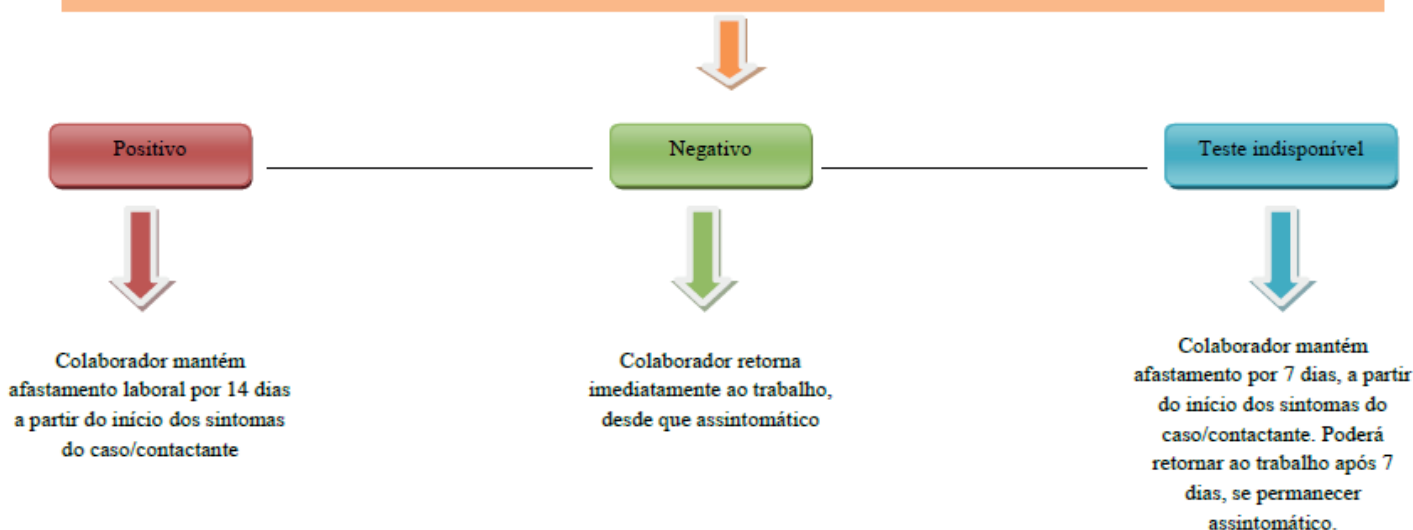 Positivo
Negativo
Teste indisponível
Colaborador mantém
afastamento laboral por 14 dias
a partir do início dos sintomas
do caso/contactante
Colaborador retorna
imediatamente ao trabalho,
desde que assintomático
Colaborador mantém
afastamento por 7 dias, a partir
do início dos sintomas do
caso/contactante. Poderá
retornar ao trabalho após 7
dias, se permanecer
assintomático.